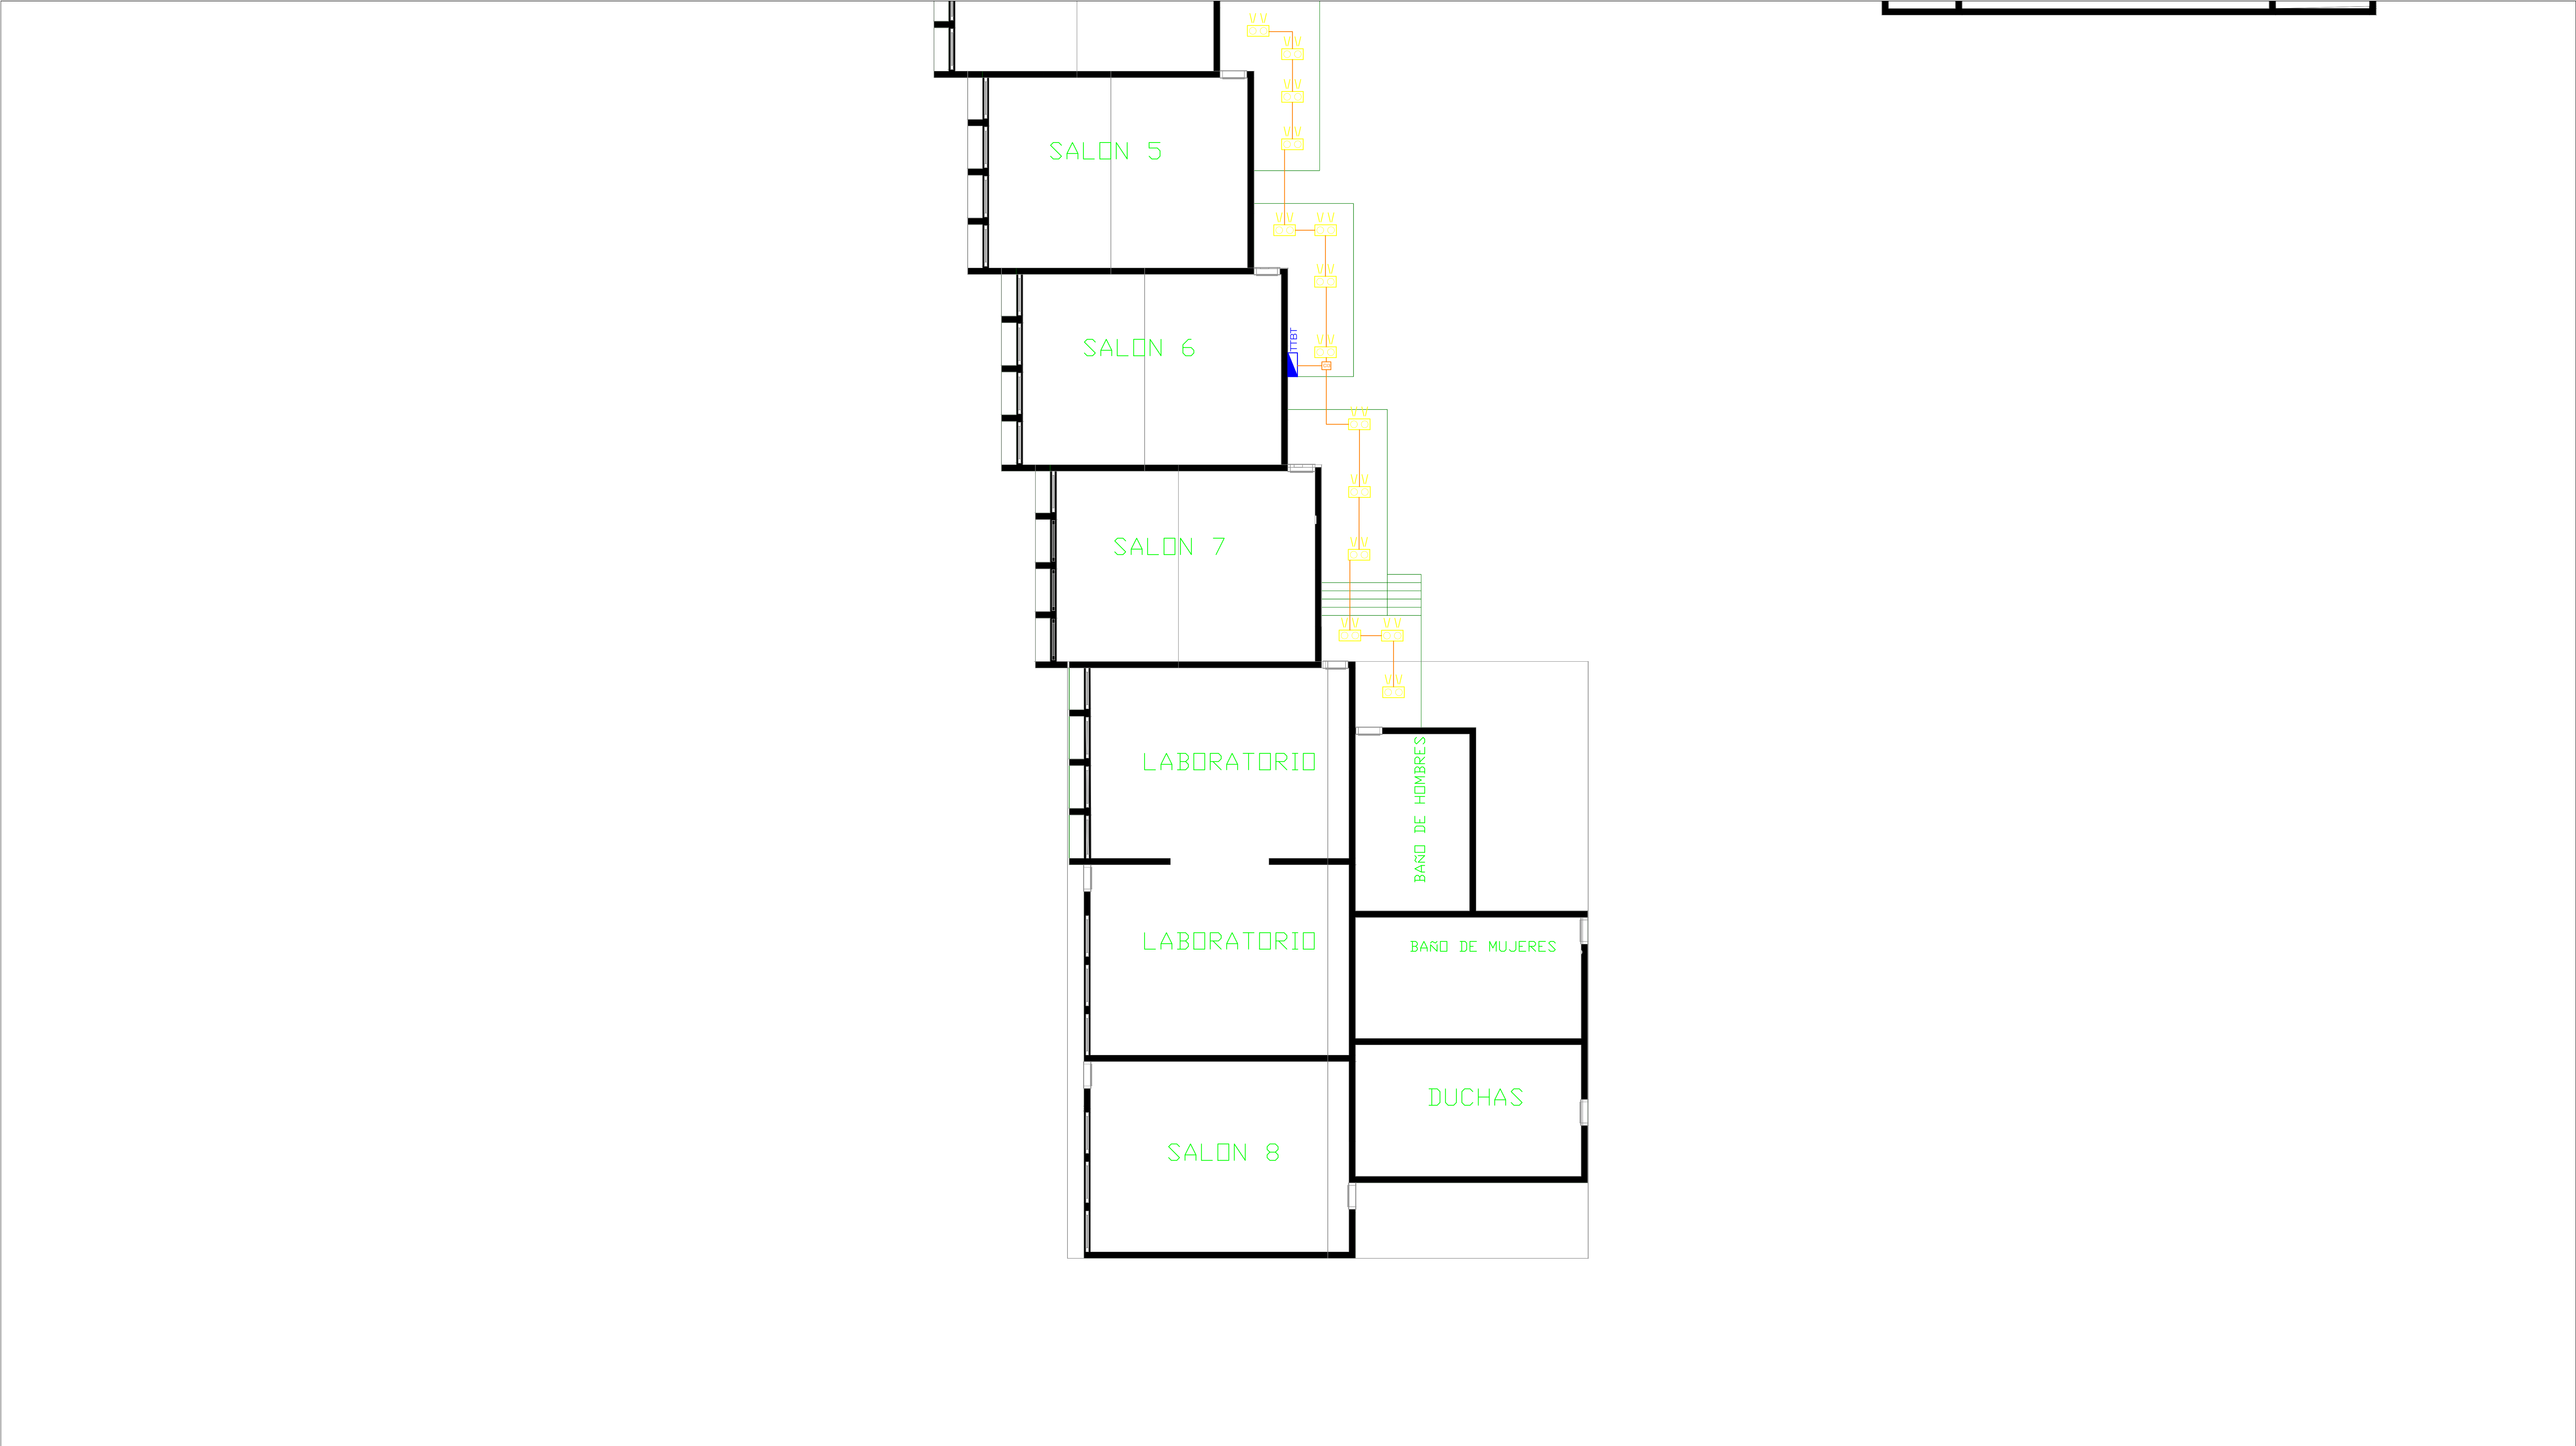 V V
V V
V V
V V
SALON 5
V V
V V
V V
TTBT
V V
SALON 6
V V
V V
V V
SALON 7
V V
V V
V V
LABORATORIO
BAÑO DE HOMBRES
LABORATORIO
BAÑO DE MUJERES
DUCHAS
SALON 8